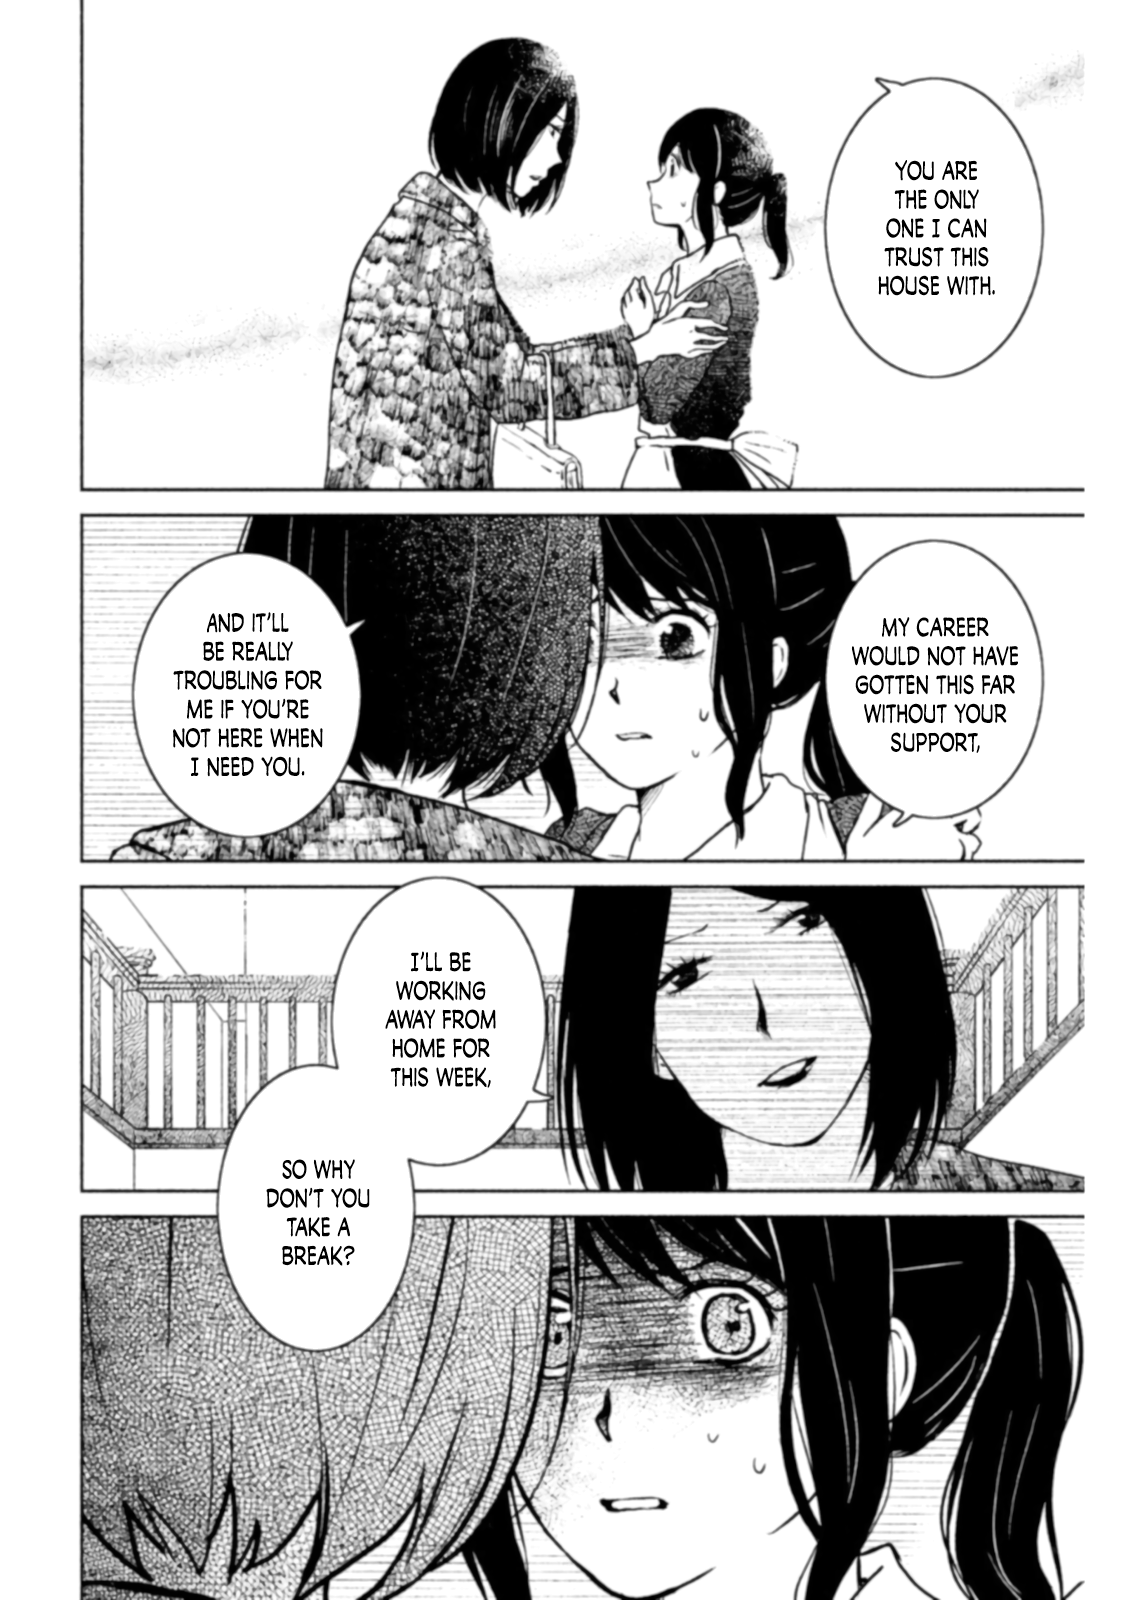 YOU ARE
THE ONLY
ONE I CAN
TRUST THIS
HOUSE WITH.
MY CAREER
WOULD NOT HAVE
GOTTEN THIS FAR
WITHOUT YOUR
SUPPORT,
AND IT'LL
BE REALLY
TROUBLING FOR
ME IF YOU'RE
NOT HERE WHEN
I NEED YOU.
I'LL BE
WORKING
AWAY FROM
HOME FOR
THIS WEEK,
SO WHY
DON'T YOU
TAKE A
BREAK?